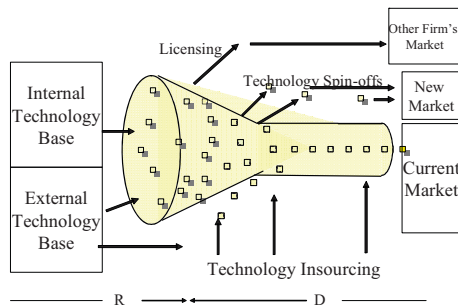 Other Firm's
Market
Licensing
Technology Spin-offs
New
Market
Internal
Technology
Base
Current
Market
External
Technology
Base
Technology Insourcing
R
D